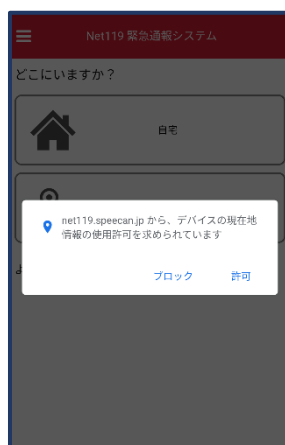 Net119 緊急通報システム
どこにいますか？
自宅
net119.speecan.jp から、デバイスの現在地
情報の使用許可を求められています
ブロック
許可
よ